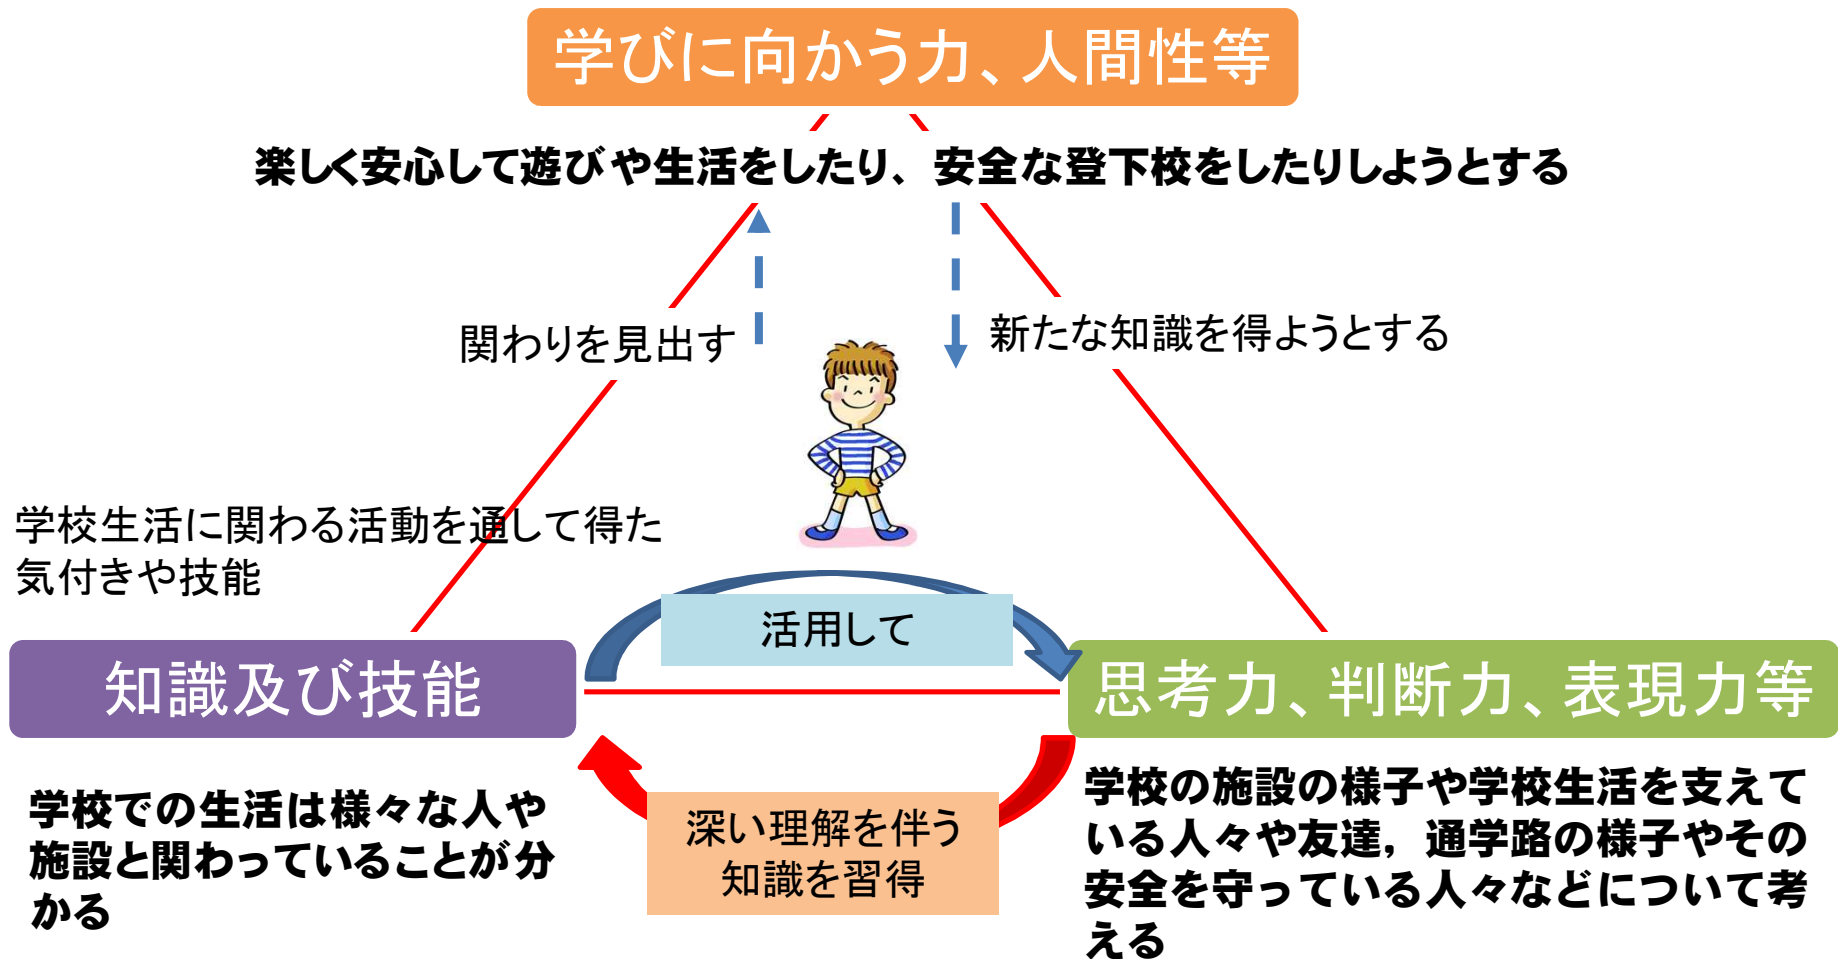 学びに向かう力、人間性等
楽しく安心して遊びや生活をしたり、安全な登下校をしたりしようとする
関わりを見出す
新たな知識を得ようとする
学校生活に関わる活動を通して得た
気付きや技能
活用して
知識及び技能
思考力、判断力、表現力等
学校での生活は様々な人や
施設と関わっていることが分
かる
深い理解を伴う
知識を習得
学校の施設の様子や学校生活を支えて
いる人々や友達，通学路の様子やその
安全を守っている人々などについて考
える